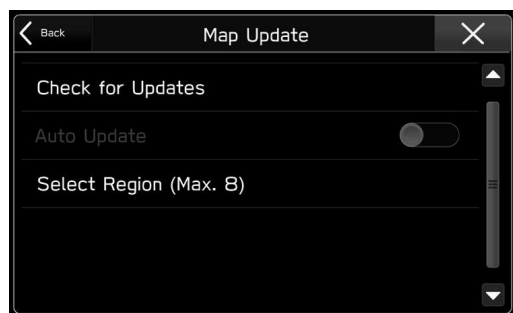 Back
Map Update
Check for Updates
Auto Update
Select Region (Max. 8)